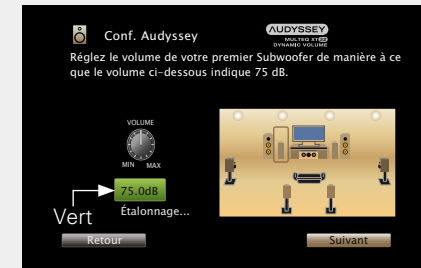 Conf. Audyssey
AUDYSSEY
MULTEQ XT32
DYNAMIC VOLUME
Réglez le volume de votre premier Subwoofer de manière à ce
que le volume ci-dessous indique 75 dB.
VOLUME
MIN MAX
75.0dB
Vert
Étalonnage...
Retour
Suivant